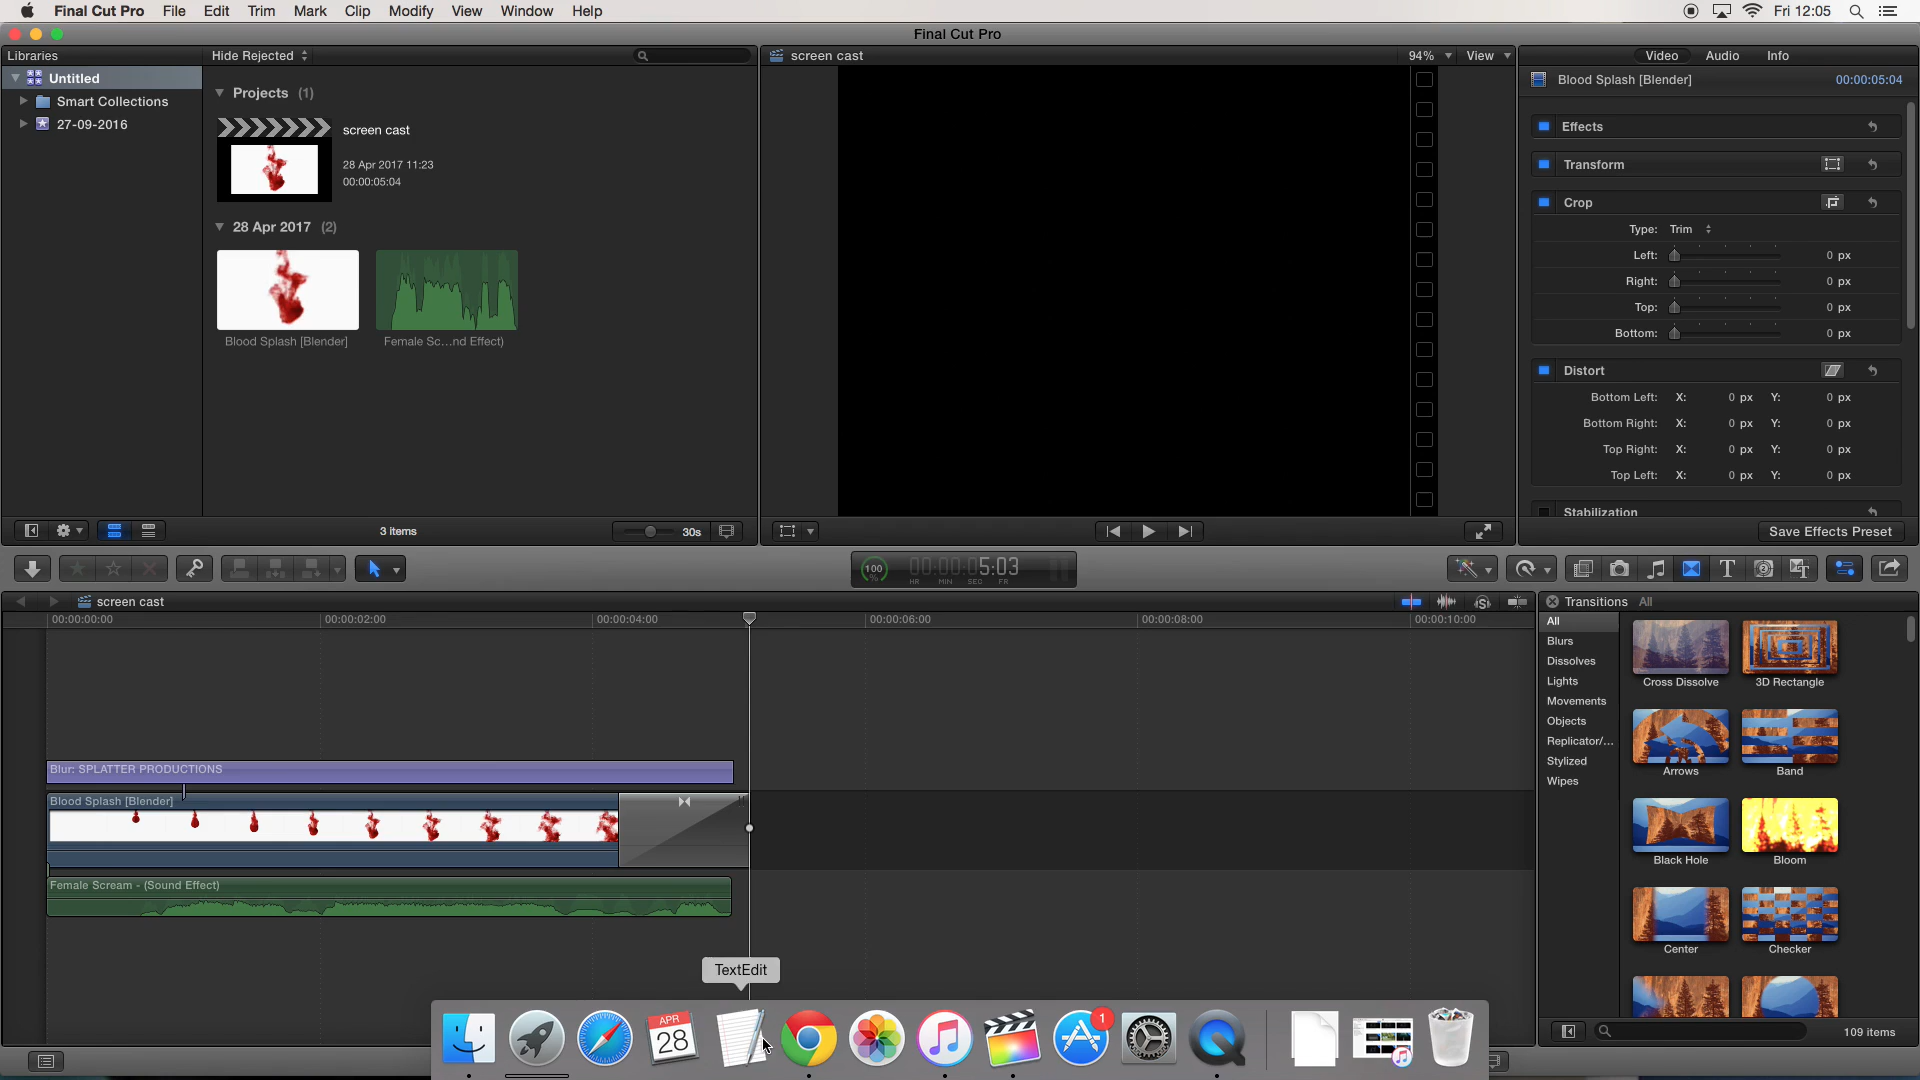 Final Cut Pro File Edit Trim Mark Clip Modify View Window Help Fri 12:05
Final Cut Pro
Libraries Hide Rejected screen cast 94% View Video Audio Info
Untitled
Smart Collections
27-09-2016
Projects (1)
screen cast
28 Apr 2017 11:23
00:00:05:04
28 Apr 2017 (2)
Blood Splash [Blender] Female Sc...nd Effect)
3 items 30s
Blood Splash [Blender] 00:00:05:04
Effects
Transform
Crop
Type: Trim
Left: 0 px
Right: 0 px
Top: 0 px
Bottom: 0 px
Distort
Bottom Left: X: 0 px Y: 0 px
Bottom Right: X: 0 px Y: 0 px
Top Right: X: 0 px Y: 0 px
Top Left: X: 0 px Y: 0 px
Stabilization
Save Effects Preset
100 % 00:00:05:03
HR MIN SEC FR
screen cast
00:00:00:00 00:00:02:00 00:00:04:00 00:00:06:00 00:00:08:00 00:00:10:00
Blur: SPLATTER PRODUCTIONS
Blood Splash [Blender]
Female Scream - (Sound Effect)
Transitions All
All
Blurs
Dissolves
Lights
Movements
Objects
Replicator/...
Stylized
Wipes
Cross Dissolve 3D Rectangle
Arrows Band
Black Hole Bloom
Center Checker
109 items
TextEdit
APR
28
1